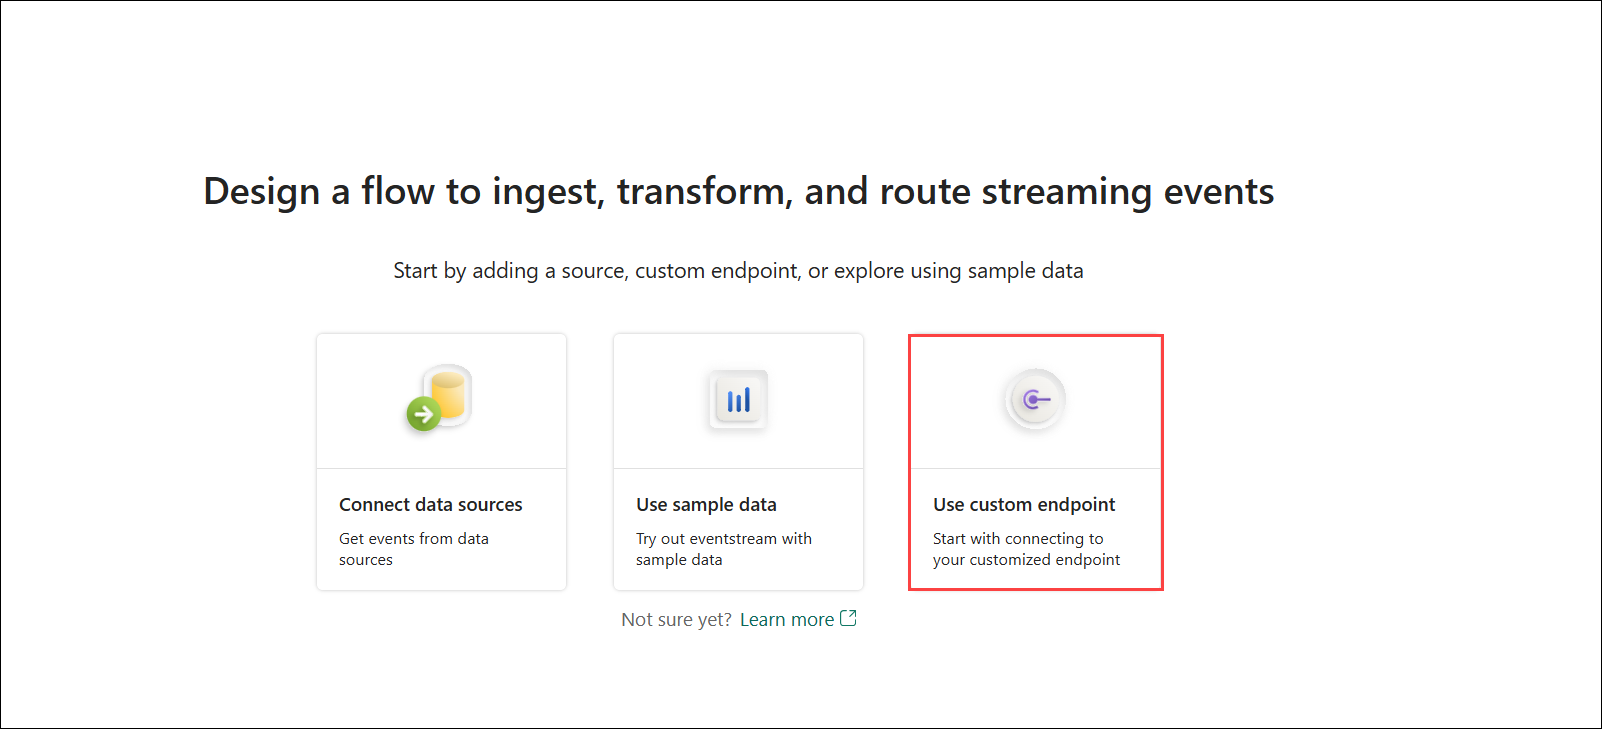 Design a flow to ingest, transform, and route streaming events
Start by adding a source, custom endpoint, or explore using sample data
Connect data sources
Get events from data
sources
Use sample data
Try out eventstream with
sample data
Use custom endpoint
Start with connecting to
your customized endpoint
Not sure yet? Learn more